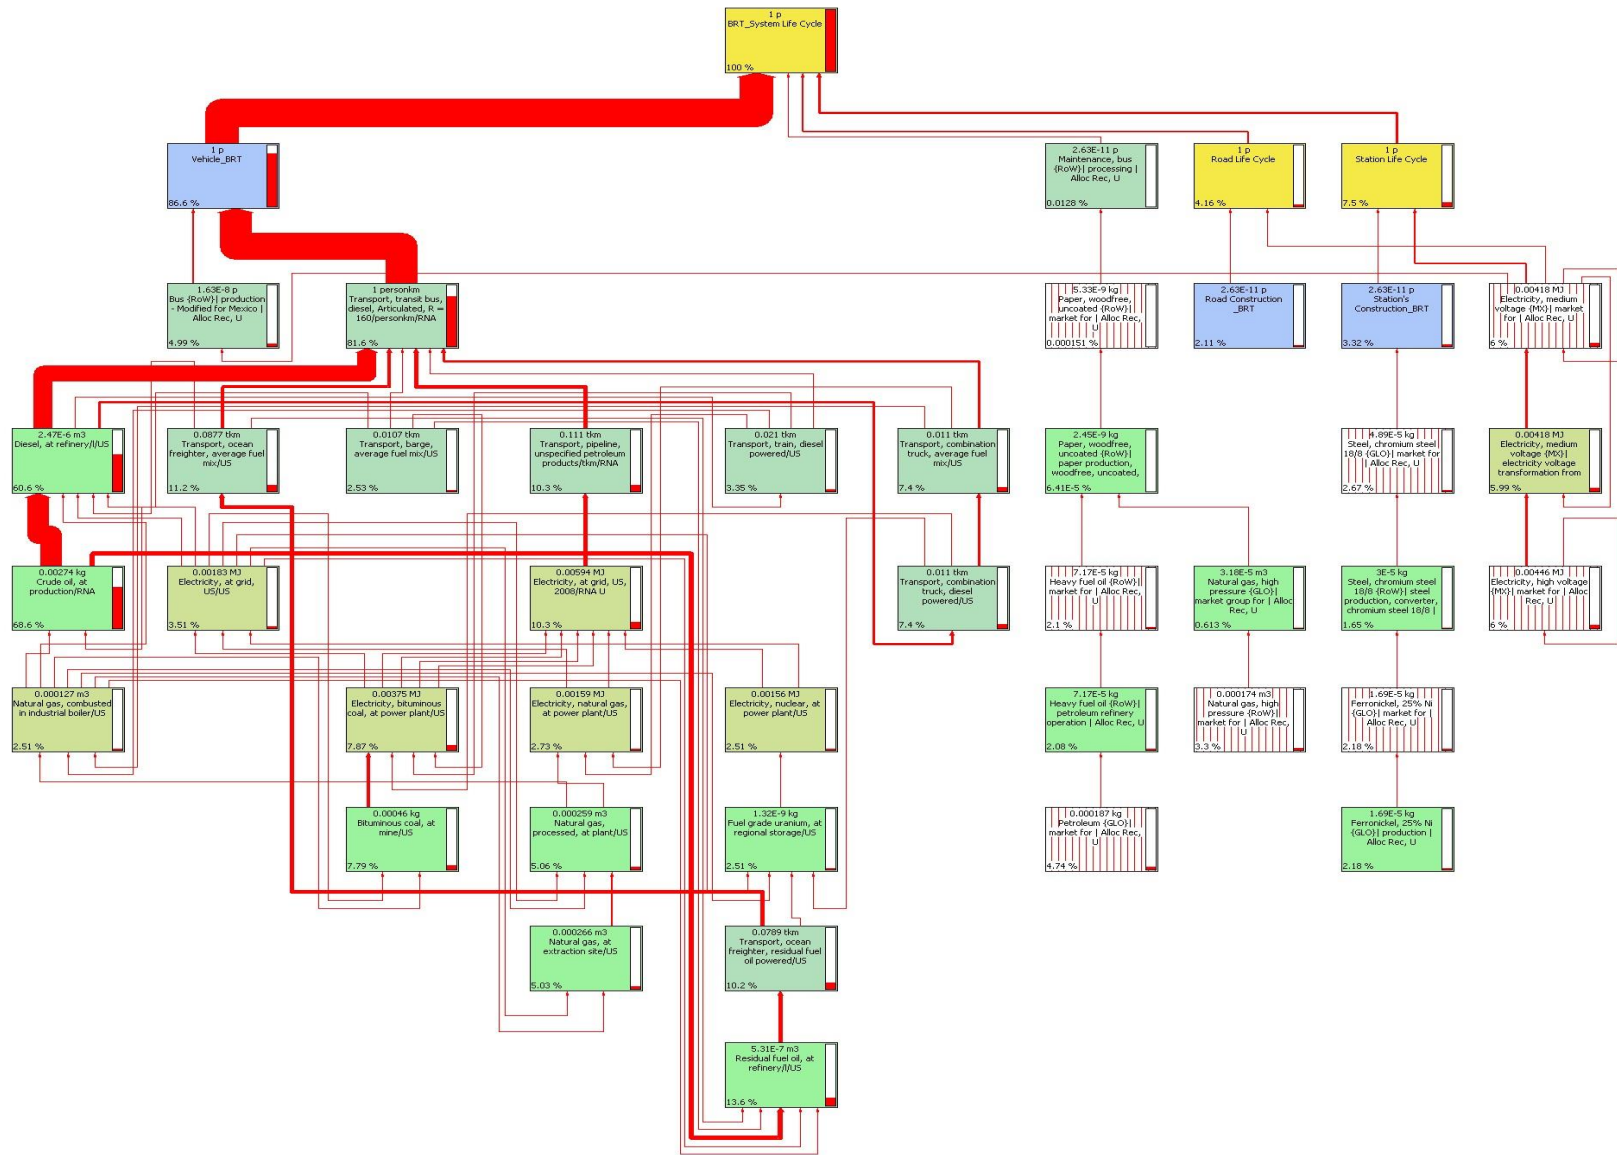 1 p
BRT_System Life Cycle
100 %
1 p
Vehicle_BRT
86.6 %
2.63E-11 p
Maintenance, bus
{RoW}| processing |
Alloc Rec, U
0.0128 %
1 p
Road Life Cycle
4.16 %
1 p
Station Life Cycle
7.5 %
1.63E-8 p
Bus {RoW}| production
- Modified for Mexico |
Alloc Rec, U
4.99 %
1 personkm
Transport, transit bus,
diesel, Articulated, R =
160/personkm/RNA
81.6 %
5.33E-9 kg
Paper, woodfree,
uncoated {RoW}|
market for | Alloc Rec,
U
0.000151 %
2.63E-11 p
Road Construction
_BRT
2.11 %
2.63E-11 p
Station's
Construction_BRT
3.32 %
0.00418 MJ
Electricity, medium
voltage {MX}| market
for | Alloc Rec, U
6 %
2.47E-6 m3
Diesel, at refinery/l/US
60.6 %
0.0877 tkm
Transport, ocean
freighter, average fuel
mix/US
11.2 %
0.0107 tkm
Transport, barge,
average fuel mix/US
2.53 %
0.111 tkm
Transport, pipeline,
unspecified petroleum
products/tkm/RNA
10.3 %
0.021 tkm
Transport, train, diesel
powered/US
3.35 %
0.011 tkm
Transport, combination
truck, average fuel
mix/US
7.4 %
2.45E-9 kg
Paper, woodfree,
uncoated {RoW}|
paper production,
woodfree, uncoated,
6.41E-5 %
4.89E-5 kg
Steel, chromium steel
18/8 {GLO}| market for
| Alloc Rec, U
2.67 %
0.00418 MJ
Electricity, medium
voltage {MX}|
electricity voltage
transformation from
5.99 %
0.00274 kg
Crude oil, at
production/RNA
68.6 %
0.00183 MJ
Electricity, at grid,
US/US
3.51 %
0.00594 MJ
Electricity, at grid, US,
2008/RNA U
10.3 %
0.011 tkm
Transport, combination
truck, diesel
powered/US
7.4 %
7.17E-5 kg
Heavy fuel oil {RoW}|
market for | Alloc Rec,
U
2.1 %
3.18E-5 m3
Natural gas, high
pressure {GLO}|
market group for | Alloc
Rec, U
0.613 %
3E-5 kg
Steel, chromium steel
18/8 {RoW}| steel
production, converter,
chromium steel 18/8 |
1.65 %
0.00446 MJ
Electricity, high voltage
{MX}| market for | Alloc
Rec, U
6 %
0.000127 m3
Natural gas, combusted
in industrial boiler/US
2.51 %
0.00375 MJ
Electricity, bituminous
coal, at power plant/US
7.87 %
0.00159 MJ
Electricity, natural gas,
at power plant/US
2.73 %
0.00156 MJ
Electricity, nuclear, at
power plant/US
2.51 %
7.17E-5 kg
Heavy fuel oil {RoW}|
petroleum refinery
operation | Alloc Rec, U
2.08 %
0.000174 m3
Natural gas, high
pressure {RoW}|
market for | Alloc Rec,
U
3.3 %
1.69E-5 kg
Ferronickel, 25% Ni
{GLO}| market for
| Alloc Rec, U
2.18 %
0.00046 kg
Bituminous coal, at
mine/US
7.79 %
0.000259 m3
Natural gas,
processed, at plant/US
5.06 %
1.32E-9 kg
Fuel grade uranium, at
regional storage/US
2.51 %
0.000187 kg
Petroleum {GLO}|
market for | Alloc Rec,
U
4.74 %
1.69E-5 kg
Ferronickel, 25% Ni
{GLO}| production |
Alloc Rec, U
2.18 %
0.000266 m3
Natural gas, at
extraction site/US
5.03 %
0.0789 tkm
Transport, ocean
freighter, residual fuel
oil powered/US
10.2 %
5.31E-7 m3
Residual fuel oil, at
refinery/l/US
13.6 %